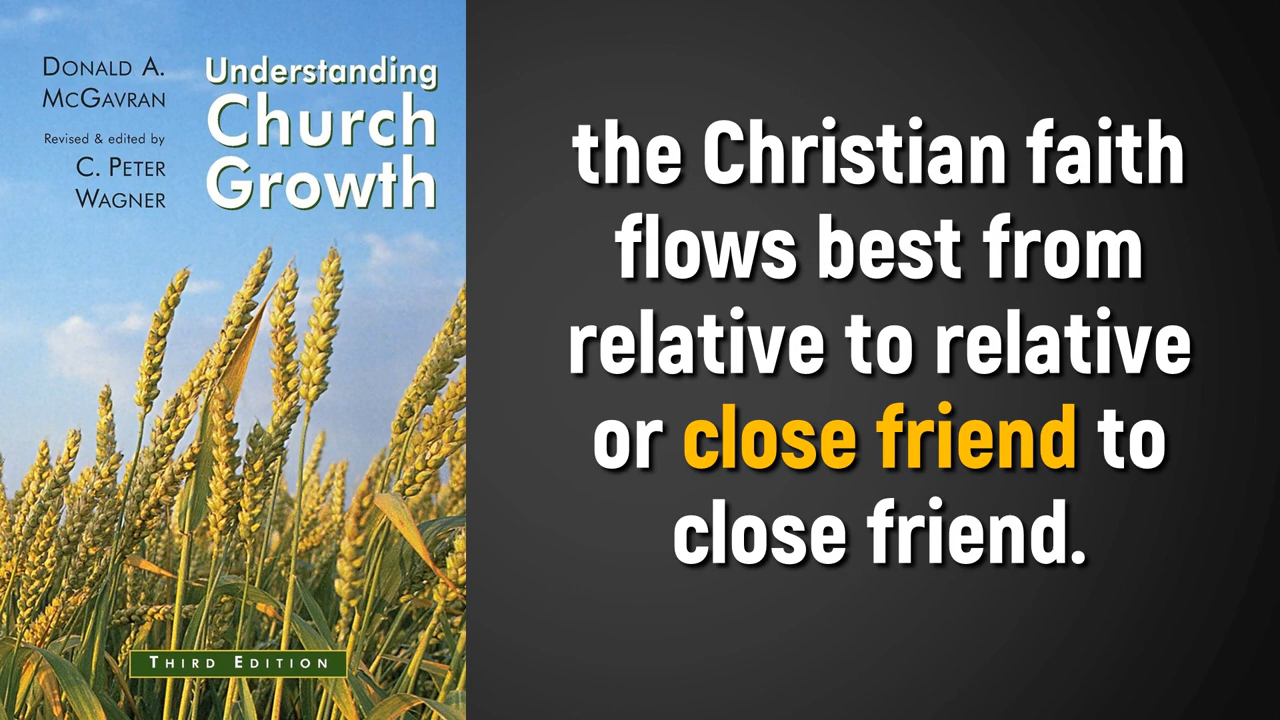 DONALD A.
MCGAVRAN
Revised & edited by
C. PETER
WAGNER
Understanding
Church
Growth
THIRD EDITION
the Christian faith
flows best from
relative to relative
or close friend to
close friend.